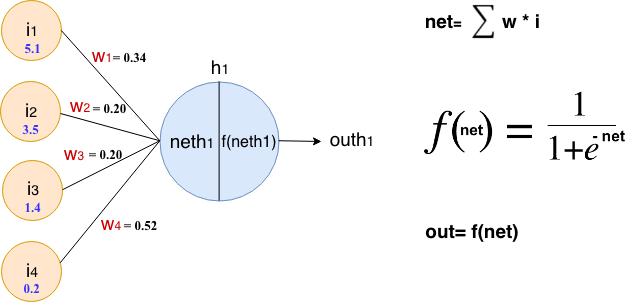 i1
5.1
W1= 0.34
i2
3.5
W2 = 0.20
i3
1.4
W3 = 0.20
i4
0.2
W4 = 0.52
h1
neth1
f(neth1)
outh1
net= ∑ w * i
f(net) = 1 / 1+e^-net
out= f(net)